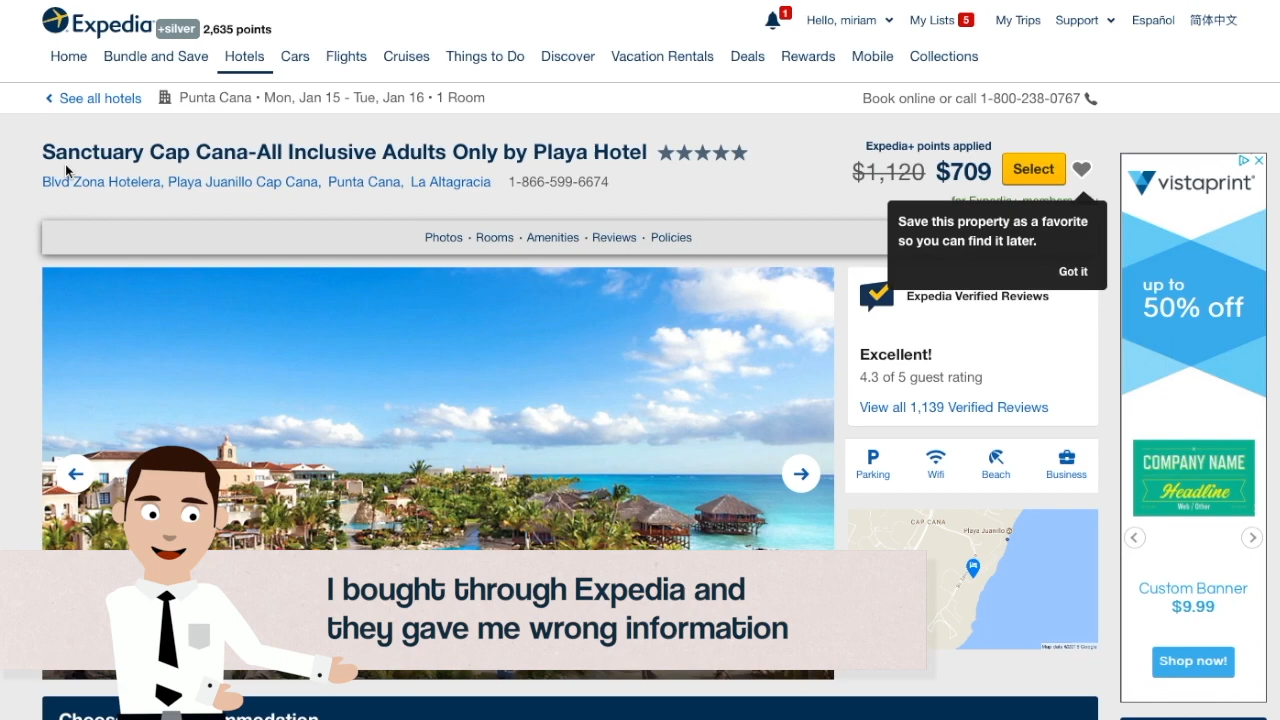 Expedia +silver 2,635 points
1
Hello, miriam
My Lists 5
My Trips
Support
Español
简体中文
Home
Bundle and Save
Hotels
Cars
Flights
Cruises
Things to Do
Discover
Vacation Rentals
Deals
Rewards
Mobile
Collections
See all hotels
Punta Cana • Mon, Jan 15 - Tue, Jan 16 • 1 Room
Book online or call 1-800-238-0767
Sanctuary Cap Cana-All Inclusive Adults Only by Playa Hotel
Blvd Zona Hotelera, Playa Juanillo Cap Cana, Punta Cana, La Altagracia 1-866-599-6674
Expedia+ points applied
$1,120 $709
Select
Save this property as a favorite
so you can find it later.
Got it
Photos · Rooms · Amenities · Reviews · Policies
Expedia Verified Reviews
Excellent!
4.3 of 5 guest rating
View all 1,139 Verified Reviews
P
Parking
Wifi
Beach
Business
CAP CANA
Playa Juanillo
I bought through Expedia and
they gave me wrong information
vistaprint
up to
50% off
COMPANY NAME
Headline
Web / Other
Custom Banner
$9.99
Shop now!